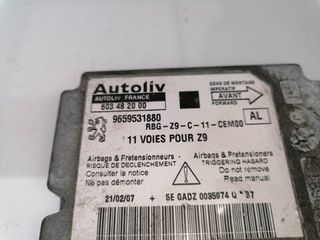 Autoliv
AUTOLIV FRANCE
603 48 20 00
SENS DE MONTAGE
IMPERATIF
AVANT
FORWARD
9659531880
RBG-Z9-C-11-CEM00
AL
11 VOIES POUR Z9
Airbags & Pretensionneurs
RISQUE DE DECLENCHEMENT
Consulter la notice
Ne pas démonter
Airbags & Pretensioners
TRIGGERING HAZARD
Do not remove
Read manual
21/02/07 + 5E GADZ 0035974 U * 37